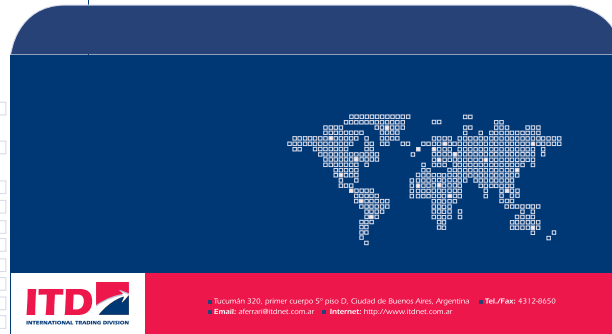 ITD
INTERNATIONAL TRADING DIVISION
Tucumán 320, primer cuerpo 5º piso D, Ciudad de Buenos Aires, Argentina Tel./Fax: 4312-8650
Email: aferrari@itdnet.com.ar Internet: http://www.itdnet.com.ar